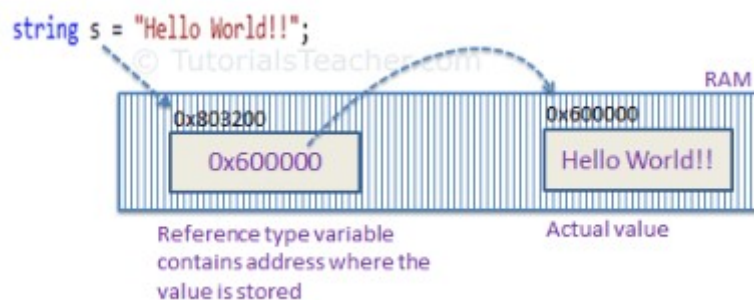 string s = "Hello World!!";
© TutorialsTeacher.com
RAM
0x803200
0x600000
0x600000
Hello World!!
Reference type variable
contains address where the
value is stored
Actual value